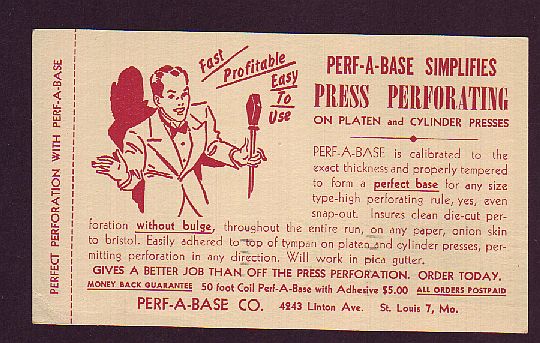 PERFECT PERFORATION WITH PERF-A-BASE
Fast
Profitable
Easy
To
Use
PERF-A-BASE SIMPLIFIES
PRESS PERFORATING
ON PLATEN and CYLINDER PRESSES
PERF-A-BASE is calibrated to the
exact thickness and properly tempered
to form a perfect base for any size
type-high perforating rule, yes, even
snap-out. Insures clean die-cut per-
foration without bulge, throughout the entire run, on any paper, onion skin
to bristol. Easily adhered to top of tympan on platen and cylinder presses, per-
mitting perforation in any direction. Will work in pica gutter.
GIVES A BETTER JOB THAN OFF THE PRESS PERFORATION. ORDER TODAY.
MONEY BACK GUARANTEE 50 foot Coil Perf-A-Base with Adhesive $5.00 ALL ORDERS POSTPAID
PERF-A-BASE CO. 4243 Linton Ave. St. Louis 7, Mo.